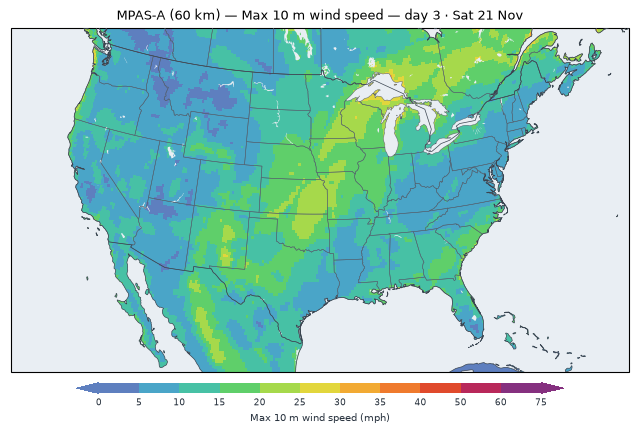 MPAS-A (60 km) — Max 10 m wind speed — day 3 · Sat 21 Nov
0 5 10 15 20 25 30 35 40 50 60 75
Max 10 m wind speed (mph)